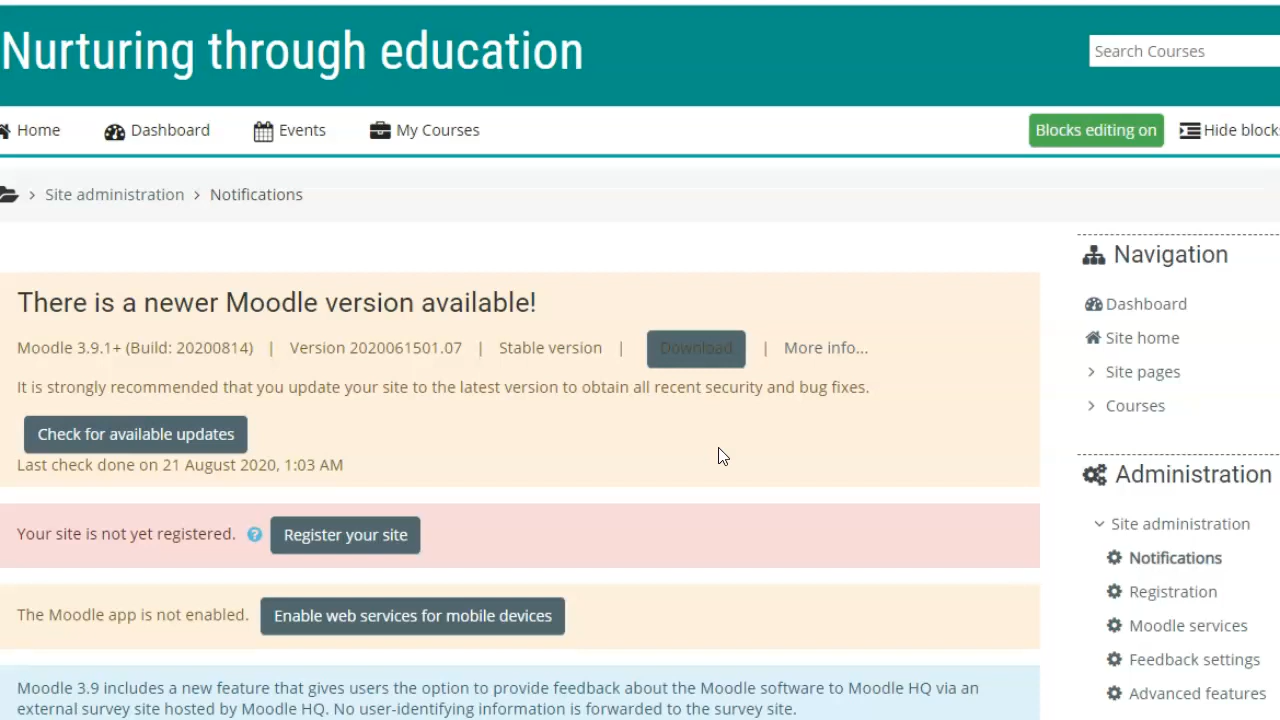 Nurturing through education
Search Courses
Home Dashboard Events My Courses Blocks editing on Hide block
> Site administration > Notifications
There is a newer Moodle version available!
Moodle 3.9.1+ (Build: 20200814) | Version 2020061501.07 | Stable version | Download | More info...
It is strongly recommended that you update your site to the latest version to obtain all recent security and bug fixes.
Check for available updates
Last check done on 21 August 2020, 1:03 AM
Your site is not yet registered. ? Register your site
The Moodle app is not enabled. Enable web services for mobile devices
Moodle 3.9 includes a new feature that gives users the option to provide feedback about the Moodle software to Moodle HQ via an
external survey site hosted by Moodle HQ. No user-identifying information is forwarded to the survey site.
Navigation
Dashboard
Site home
Site pages
Courses
Administration
Site administration
Notifications
Registration
Moodle services
Feedback settings
Advanced features